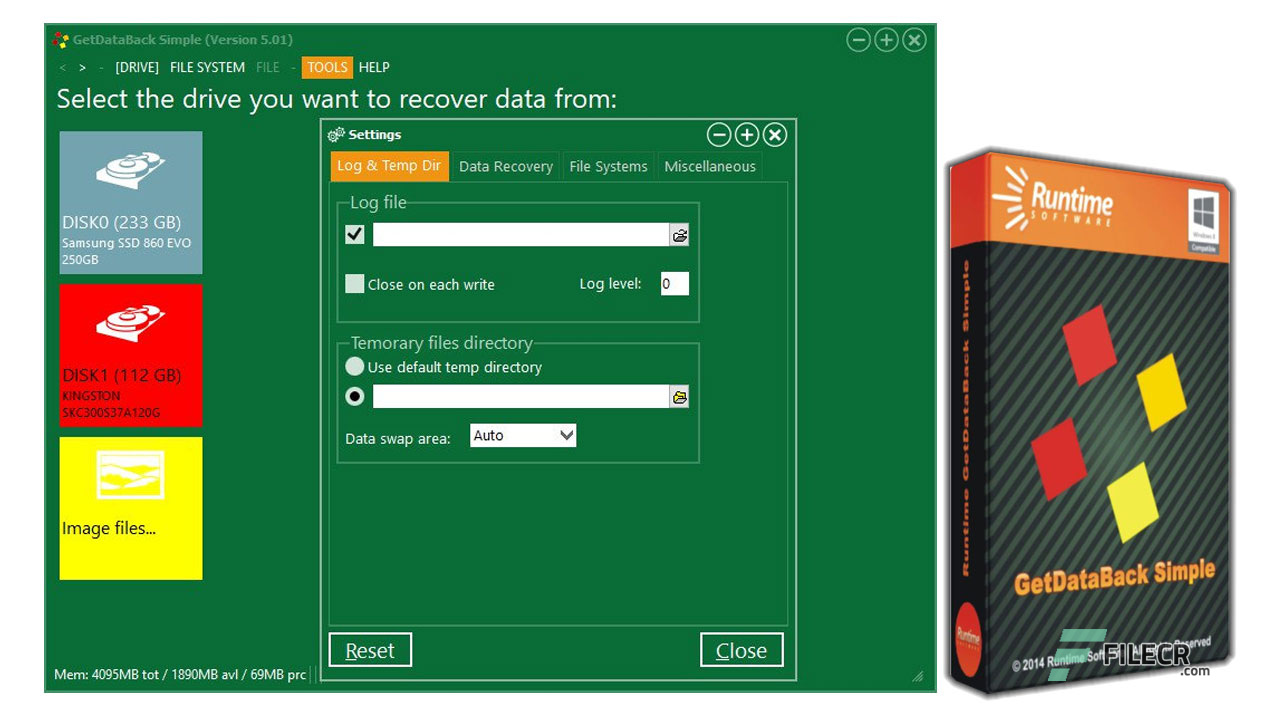 GetDataBack Simple (Version 5.01)
< > - [DRIVE] FILE SYSTEM FILE - TOOLS HELP
Select the drive you want to recover data from:
DISK0 (233 GB)
Samsung SSD 860 EVO
250GB
DISK1 (112 GB)
KINGSTON
SKC300S37A120G
Image files...
Mem: 4095MB tot / 1890MB avl / 69MB prc
Settings
Log & Temp Dir Data Recovery File Systems Miscellaneous
Log file
Close on each write Log level: 0
Temorary files directory
Use default temp directory
Data swap area: Auto
Reset Close
Runtime
SOFTWARE
Windows 8
Compatible
Runtime GetDataBack Simple
GetDataBack Simple
Runtime
SOFTWARE
© 2014 Runtime Soft All Reserved
FILECR
.com